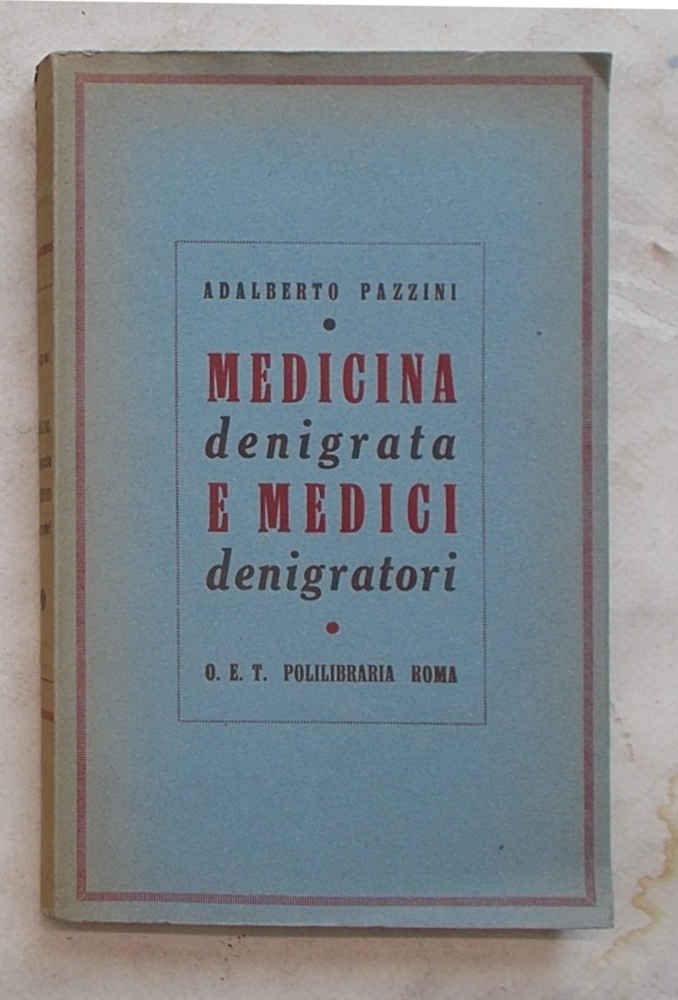 ADALBERTO PAZZINI
MEDICINA
denigrata
E MEDICI
denigratori
O. E. T. POLILIBRARIA ROMA